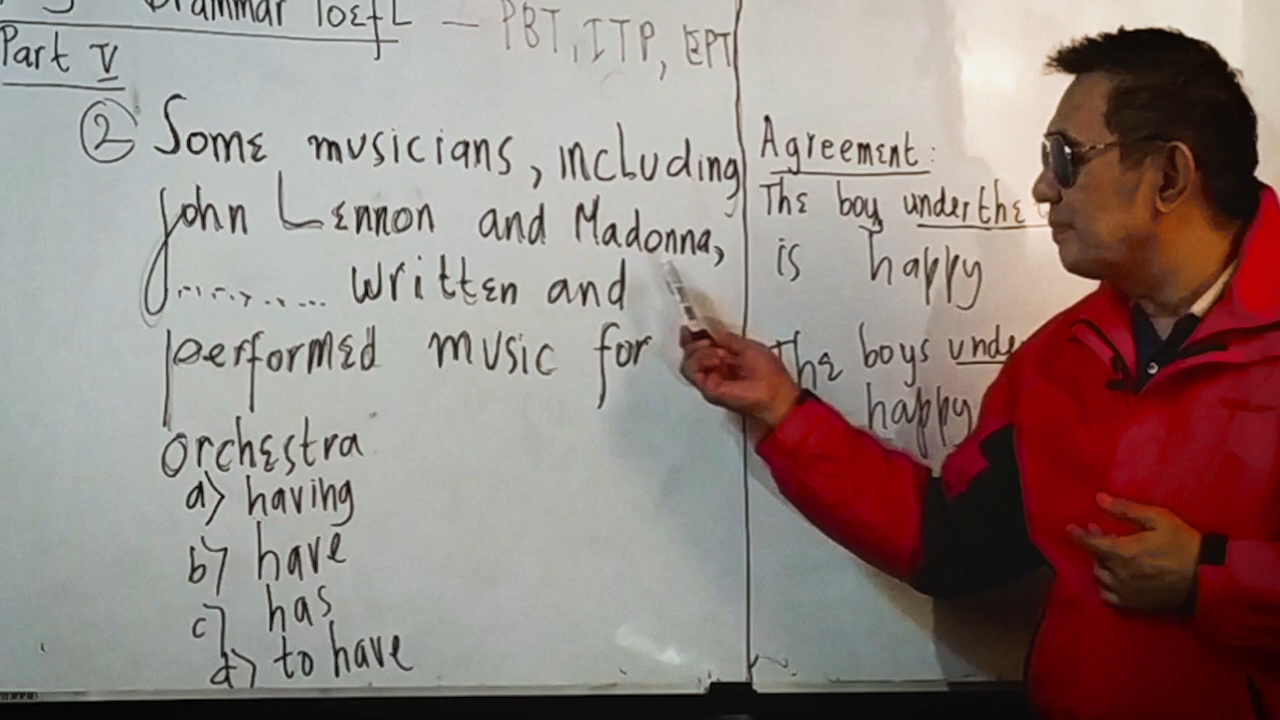 Grammar Toefl — PBT, ITP, EPT
Part V
② Some musicians, including
John Lennon and Madonna,
.......... written and
performed music for
orchestra
a) having
b) have
c) has
d) to have
Agreement:
The boy under the
is happy
The boys unde
happy